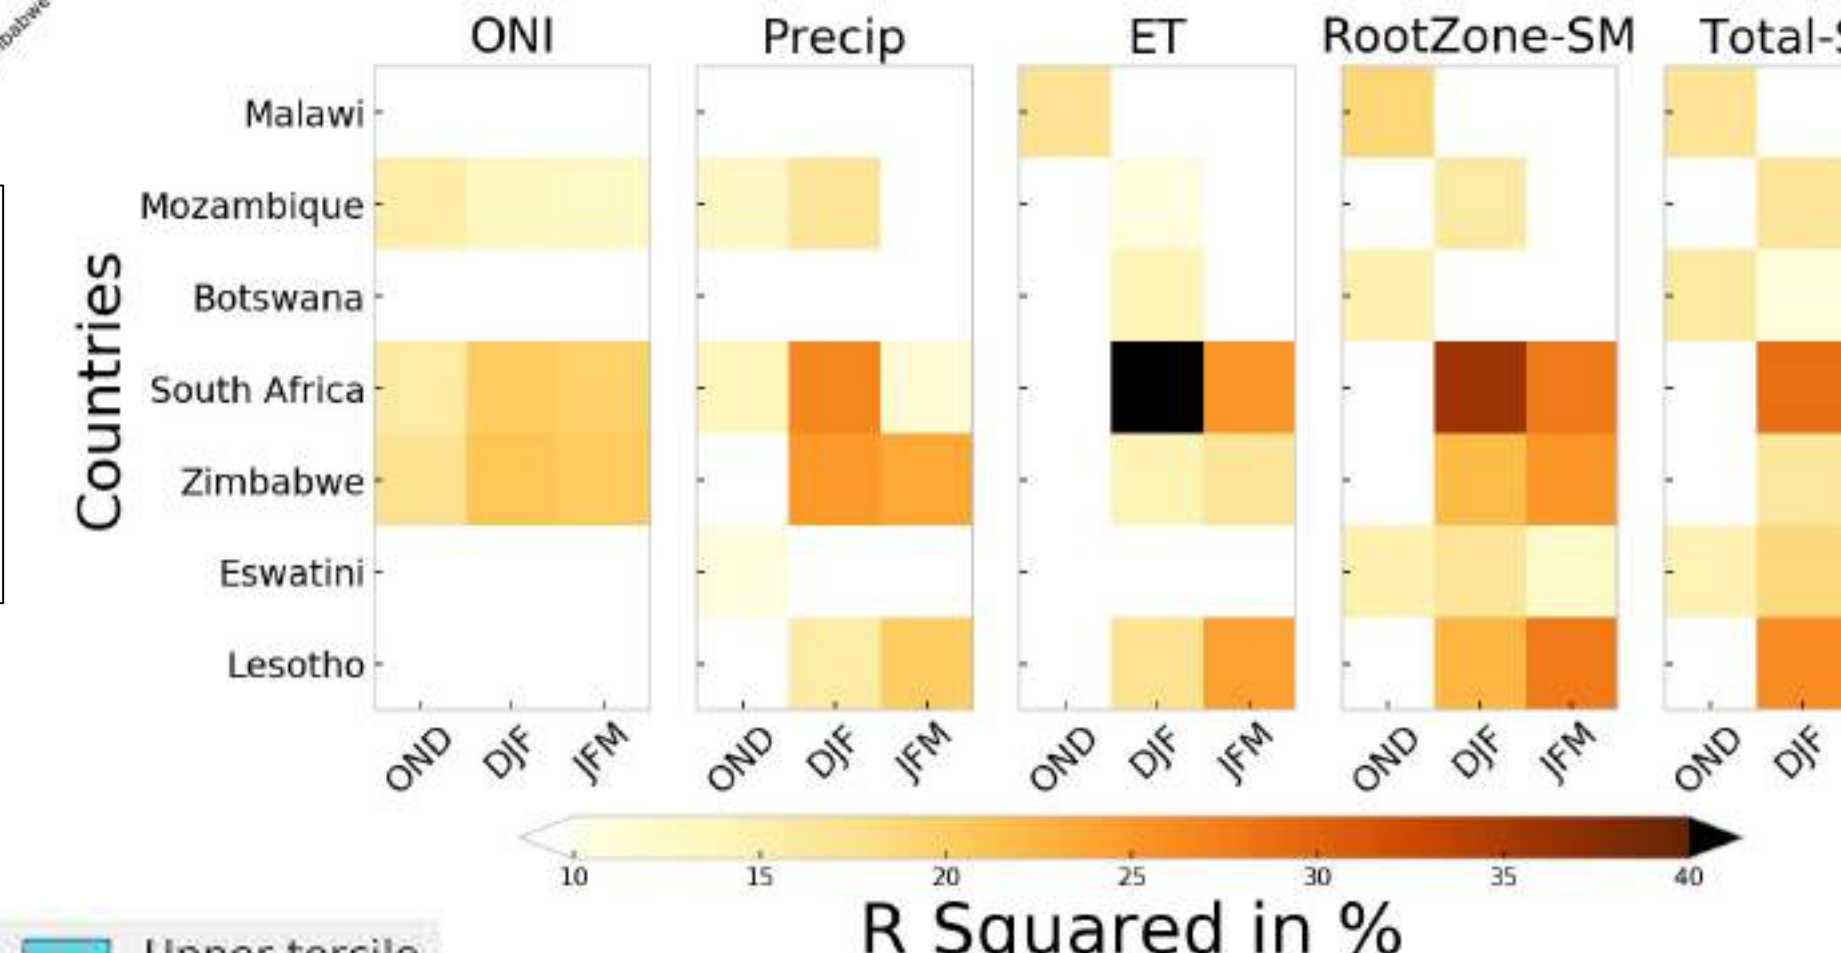 ONI Precip ET RootZone-SM Total-S
Malawi
Mozambique
Botswana
South Africa
Zimbabwe
Eswatini
Lesotho
Countries
OND DJF JFM OND DJF JFM OND DJF JFM OND DJF JFM OND DJF
10 15 20 25 30 35 40
R Squared in %
Upper tercile